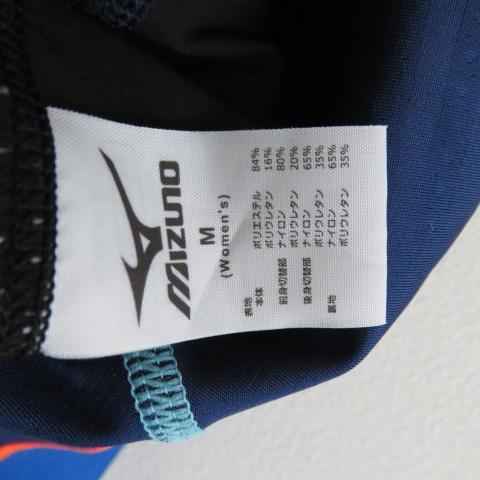 MIZUNO
M
(Women's)
表地
本体 ポリエステル 84%
ポリウレタン 16%
前身切替部 ナイロン 80%
ポリウレタン 20%
後身切替部 ナイロン 65%
ポリウレタン 35%
裏地 ナイロン 65%
ポリウレタン 35%